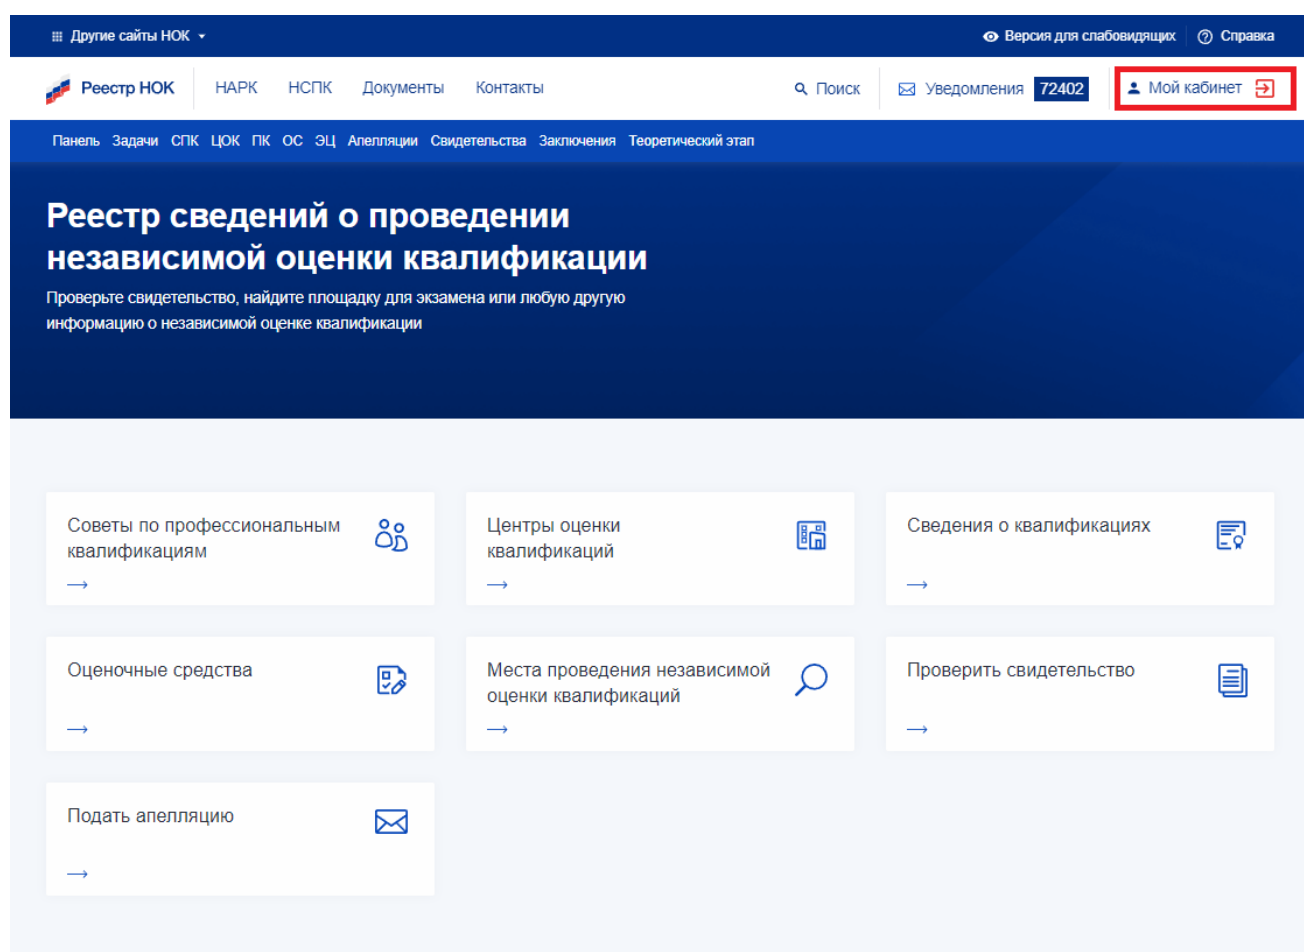 Другие сайты НОК
Версия для слабовидящих
Справка
Реестр НОК
НАРК
НСПК
Документы
Контакты
Поиск
Уведомления 72402
Мой кабинет
Панель Задачи СПК ЦОК ПК ОС ЭЦ Апелляции Свидетельства Заключения Теоретический этап
Реестр сведений о проведении
независимой оценки квалификации
Проверьте свидетельство, найдите площадку для экзамена или любую другую
информацию о независимой оценке квалификации
Советы по профессиональным
квалификациям
Центры оценки
квалификаций
Сведения о квалификациях
Оценочные средства
Места проведения независимой
оценки квалификаций
Проверить свидетельство
Подать апелляцию